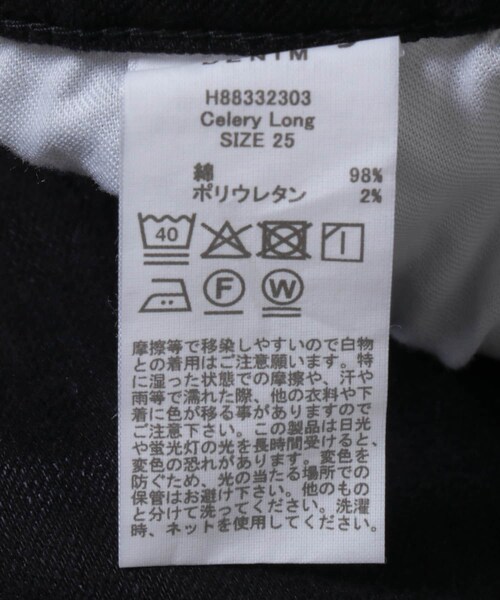 DENIM
H88332303
Celery Long
SIZE 25
綿 98%
ポリウレタン 2%
40
F W
摩擦等で移染しやすいので白物
との着用はご注意願います。特
に湿った状態での摩擦や、汗や
雨等で濡れた際、他の衣料や下
着に色が移る事がありますので
ご注意下さい。この製品は日光
や蛍光灯の光を長時間受けると、
変色の恐れがあります。変色を
防ぐため、光の当たる場所での
保管はお避け下さい。他のもの
と分けて洗ってください。洗濯
時、ネットを使用してください。